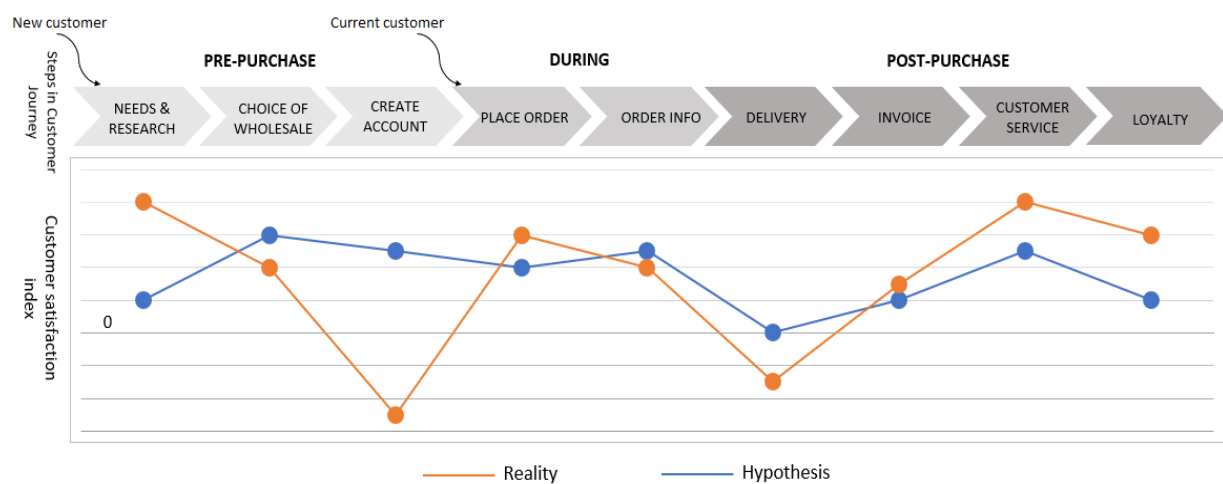 New customer
Current customer
PRE-PURCHASE
DURING
POST-PURCHASE
Steps in Customer
Journey
NEEDS &
RESEARCH
CHOICE OF
WHOLESALE
CREATE
ACCOUNT
PLACE ORDER
ORDER INFO
DELIVERY
INVOICE
CUSTOMER
SERVICE
LOYALTY
Customer satisfaction
index
0
Reality
Hypothesis